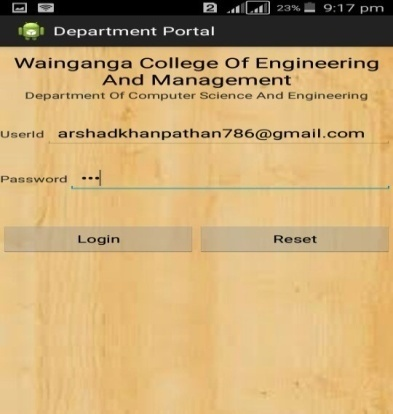 2 23% 9:17 pm
Department Portal
Wainganga College Of Engineering
And Management
Department Of Computer Science And Engineering
UserId arshadkhanpathan786@gmail.com
Password •••
Login Reset